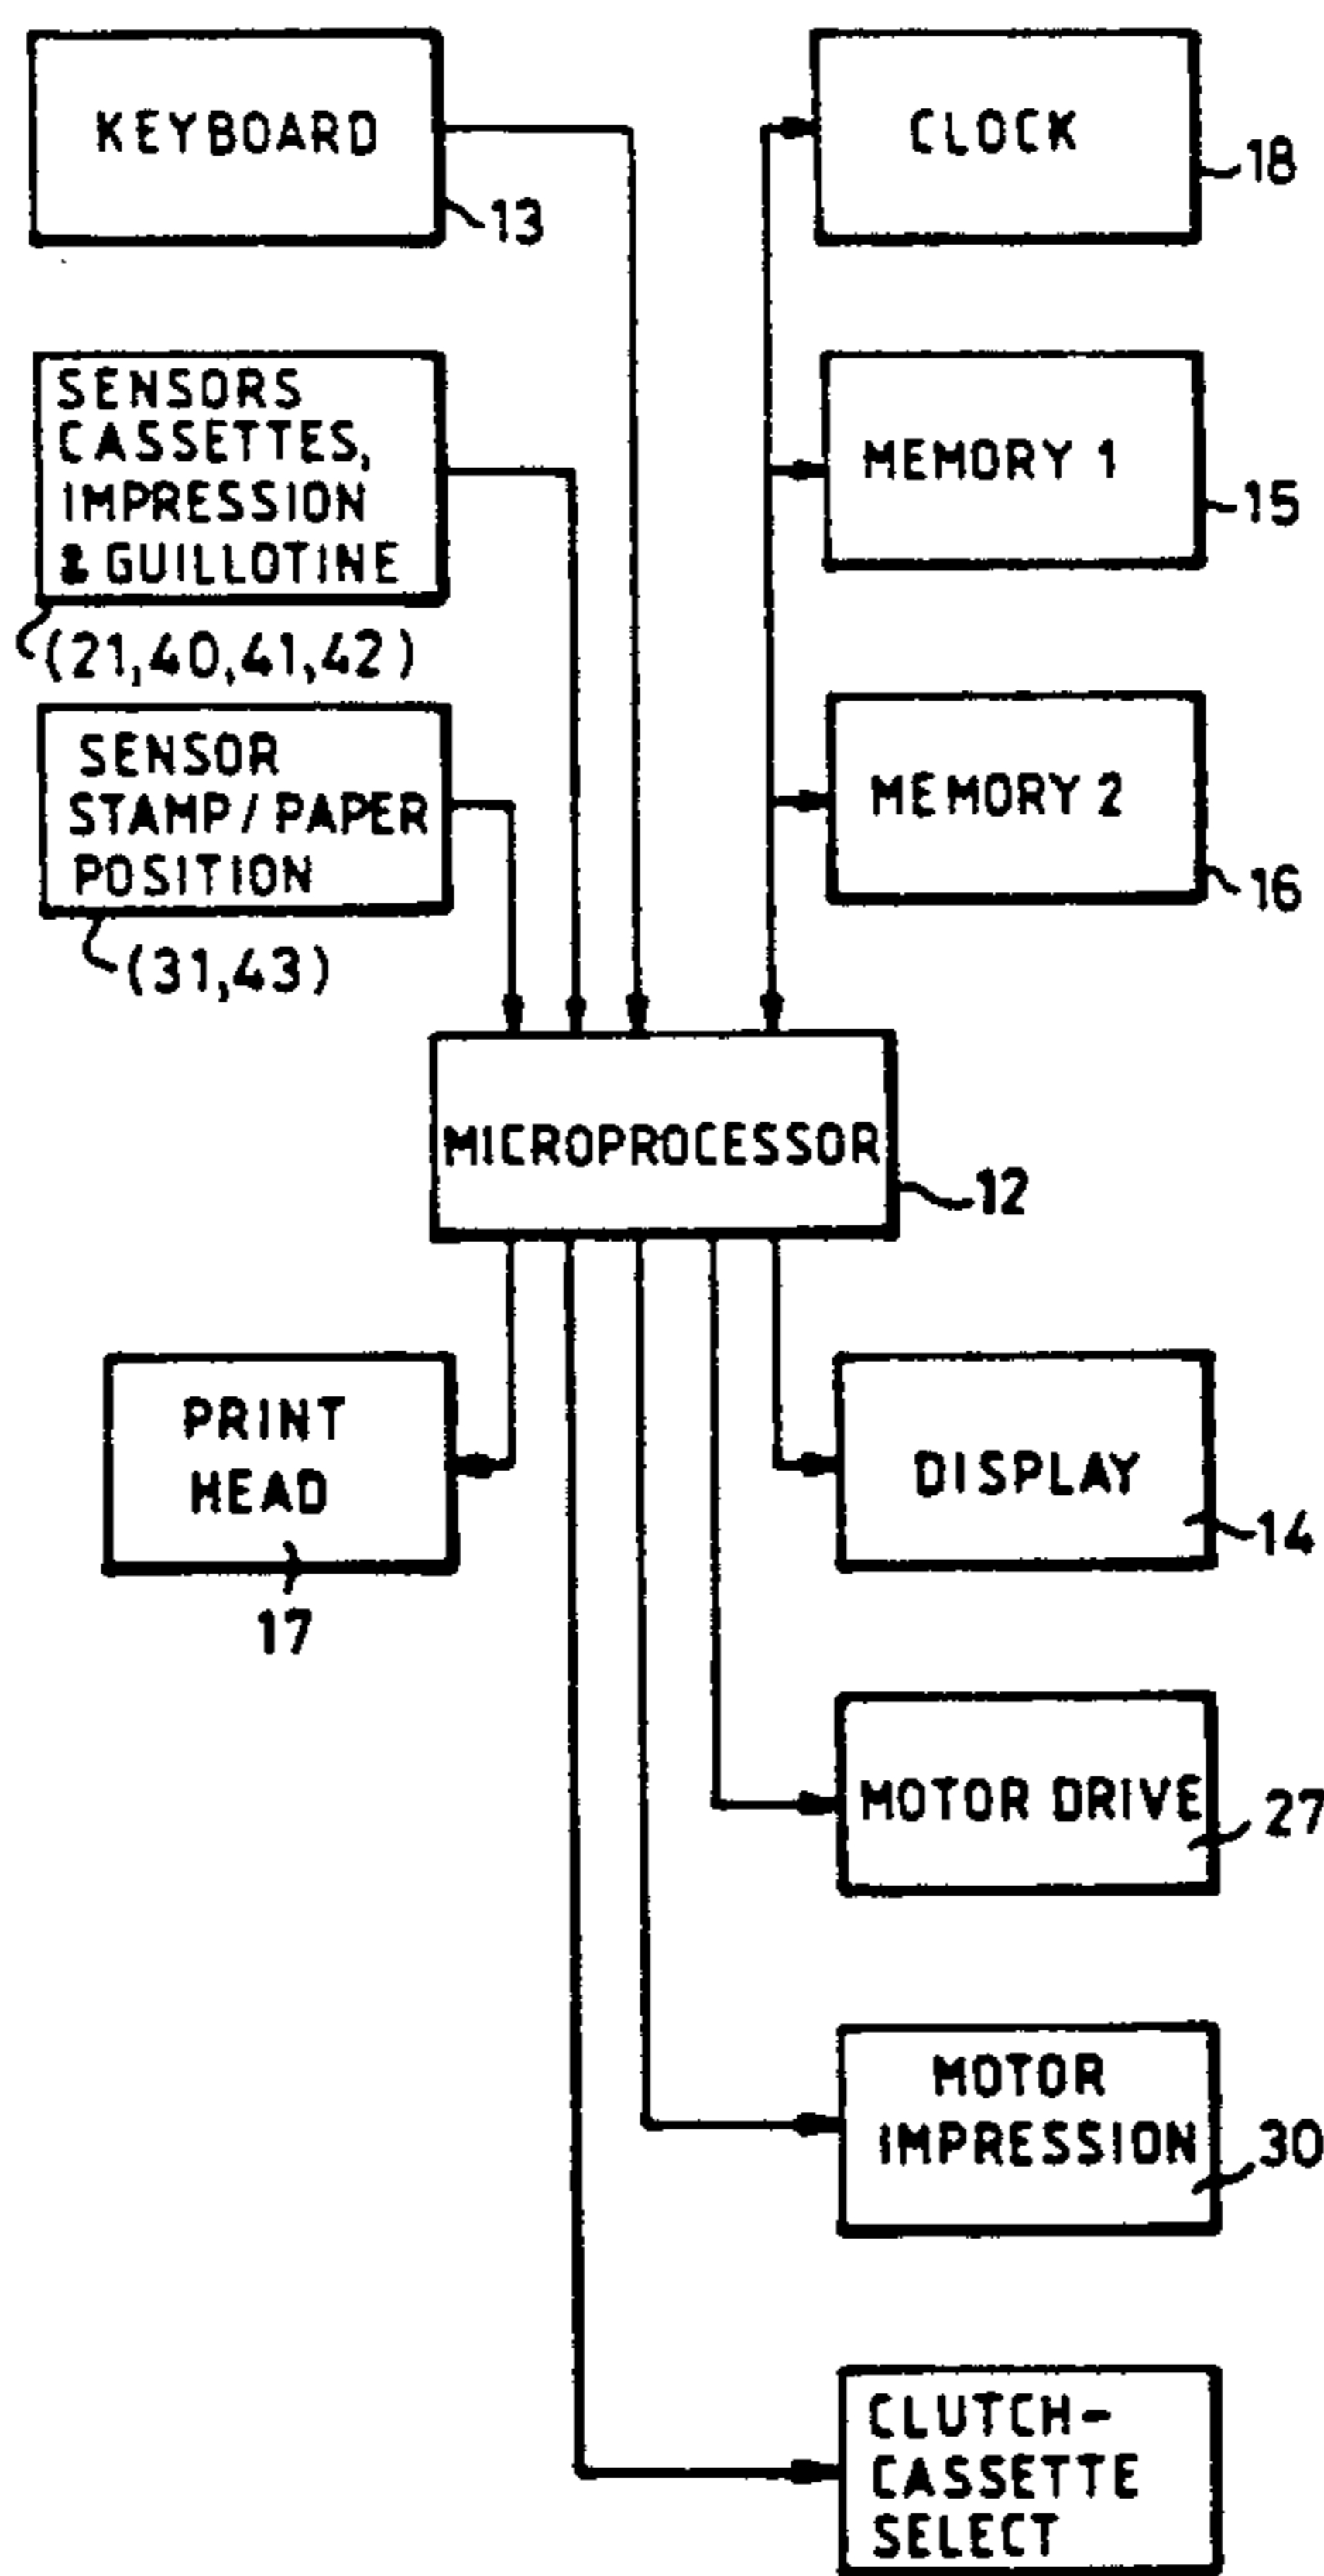 KEYBOARD
13
CLOCK
18
SENSORS
CASSETTES,
IMPRESSION
& GUILLOTINE
(21,40,41,42)
MEMORY 1
15
SENSOR
STAMP/PAPER
POSITION
(31,43)
MEMORY 2
16
MICROPROCESSOR
12
PRINT
HEAD
17
DISPLAY
14
MOTOR DRIVE
27
MOTOR
IMPRESSION
30
CLUTCH-
CASSETTE
SELECT